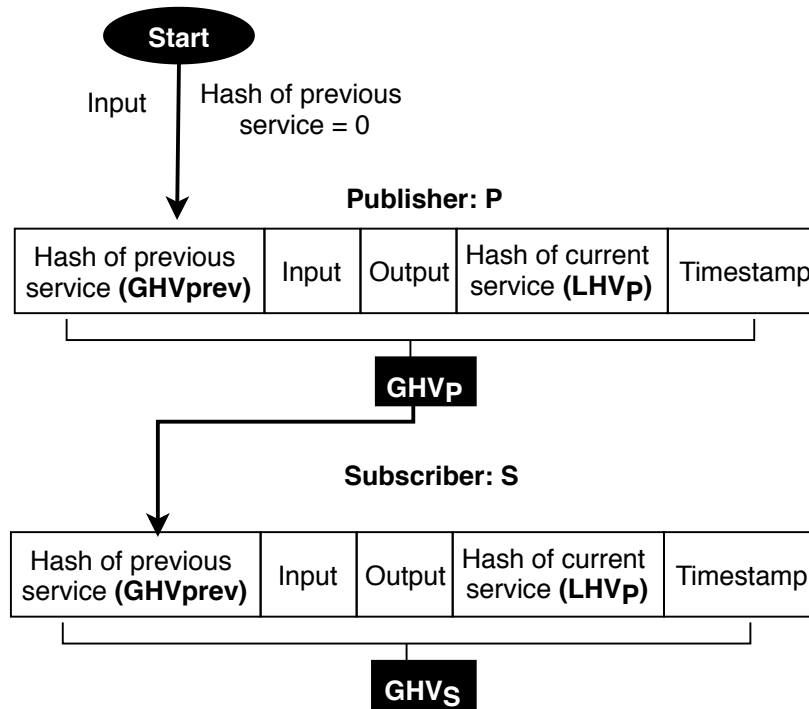 Start
Input
Hash of previous
service = 0
Publisher: P
Hash of previous
service (GHVprev)
Input
Output
Hash of current
service (LHVP)
Timestamp
GHVP
Subscriber: S
Hash of previous
service (GHVprev)
Input
Output
Hash of current
service (LHVP)
Timestamp
GHVS